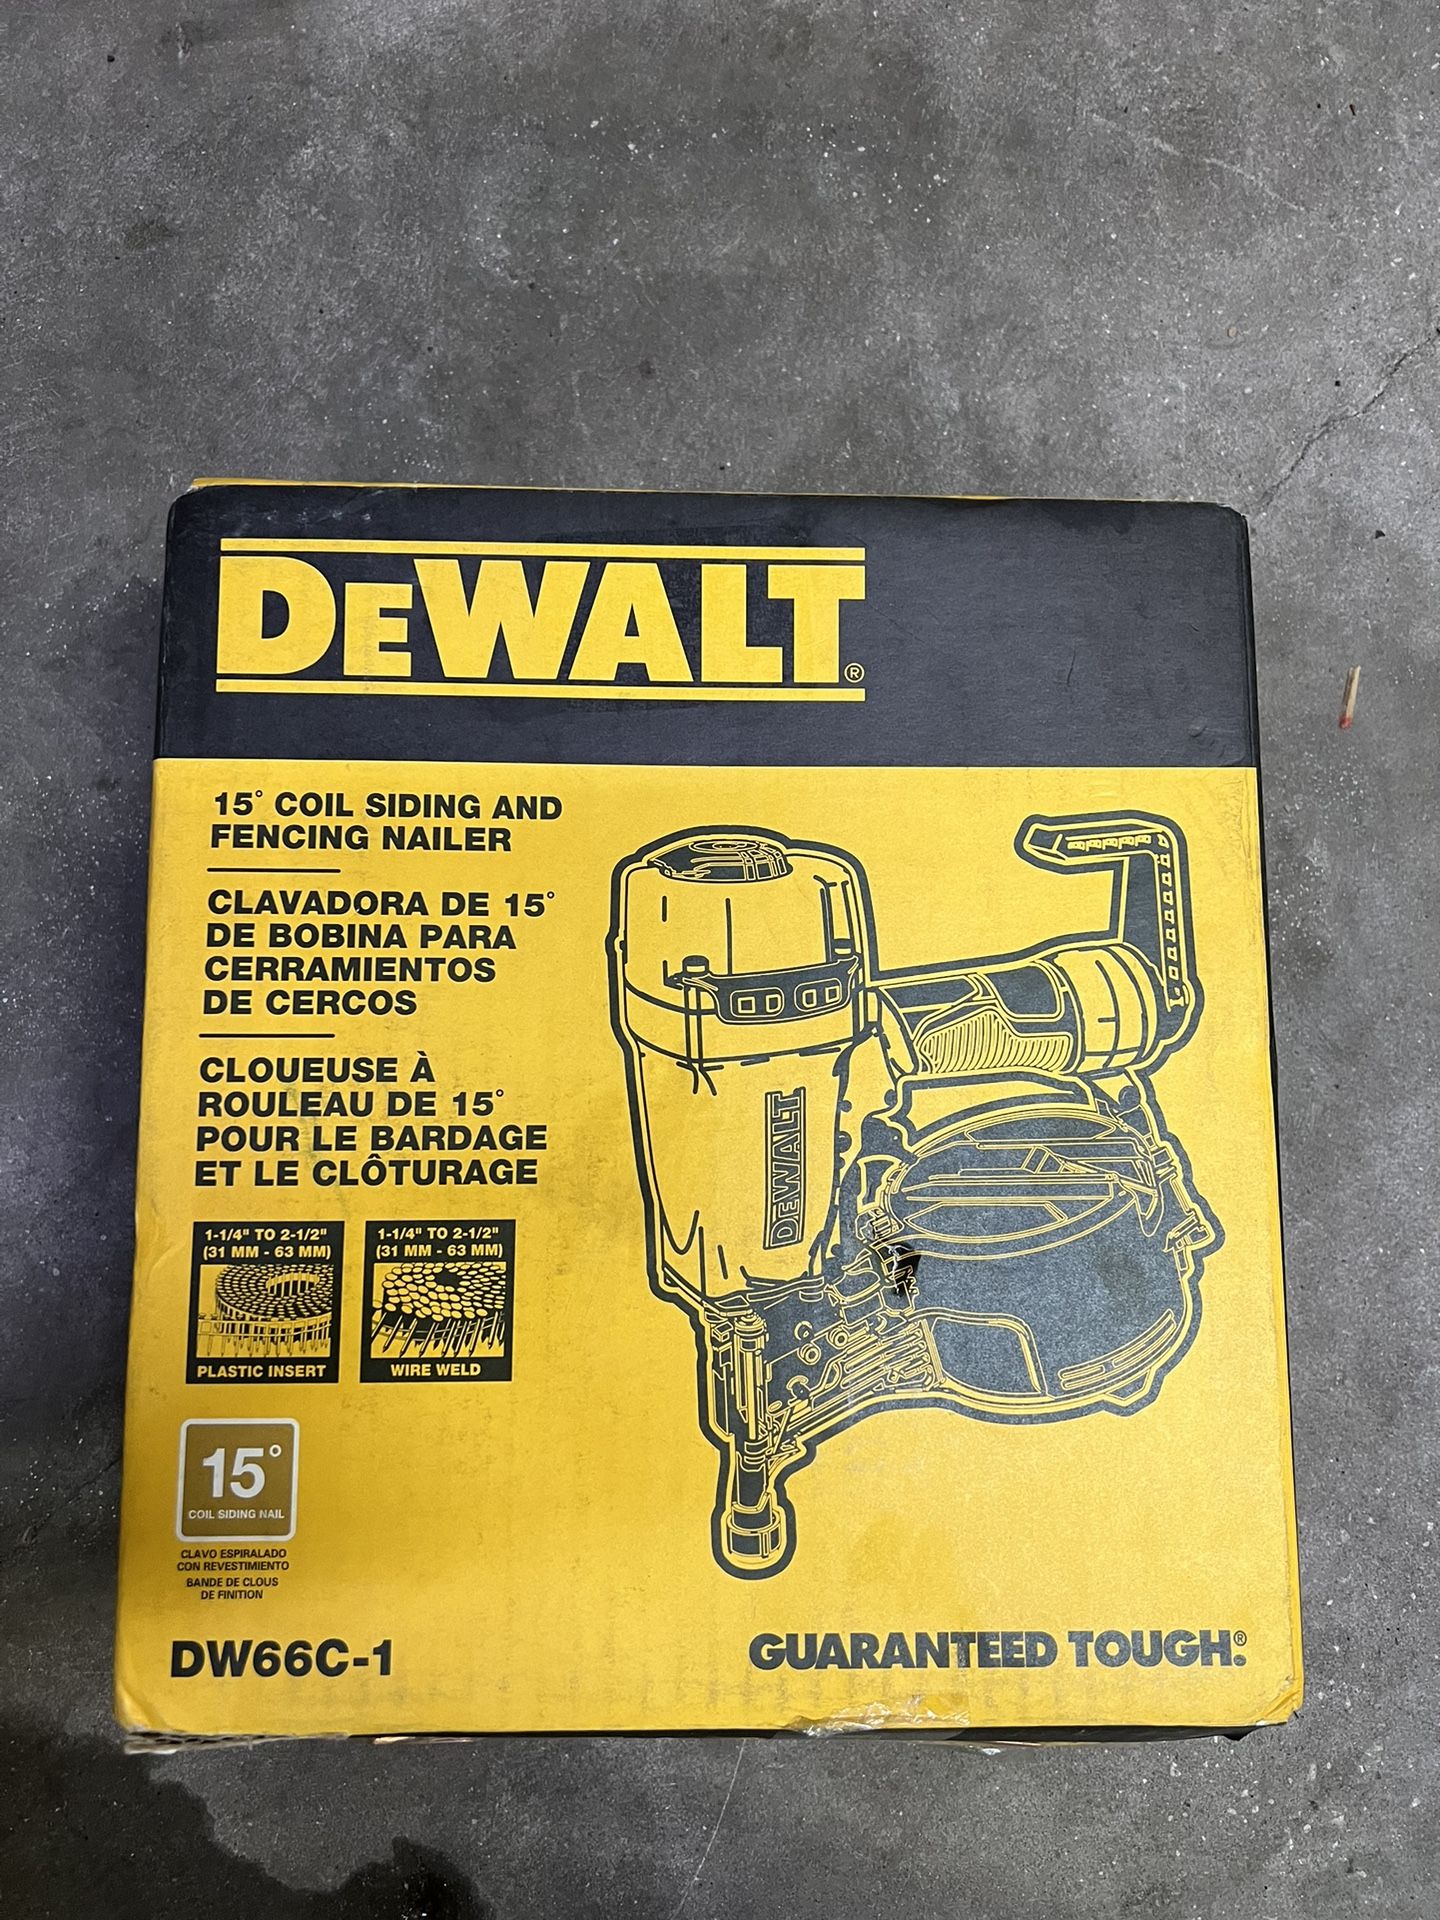 DEWALT®
15° COIL SIDING AND
FENCING NAILER
CLAVADORA DE 15°
DE BOBINA PARA
CERRAMIENTOS
DE CERCOS
CLOUEUSE À
ROULEAU DE 15°
POUR LE BARDAGE
ET LE CLÔTURAGE
1-1/4" TO 2-1/2"
(31 MM - 63 MM)
PLASTIC INSERT
1-1/4" TO 2-1/2"
(31 MM - 63 MM)
WIRE WELD
DEWALT
15°
COIL SIDING NAIL
CLAVO ESPIRALADO
CON REVESTIMIENTO
BANDE DE CLOUS
DE FINITION
DW66C-1
GUARANTEED TOUGH®.